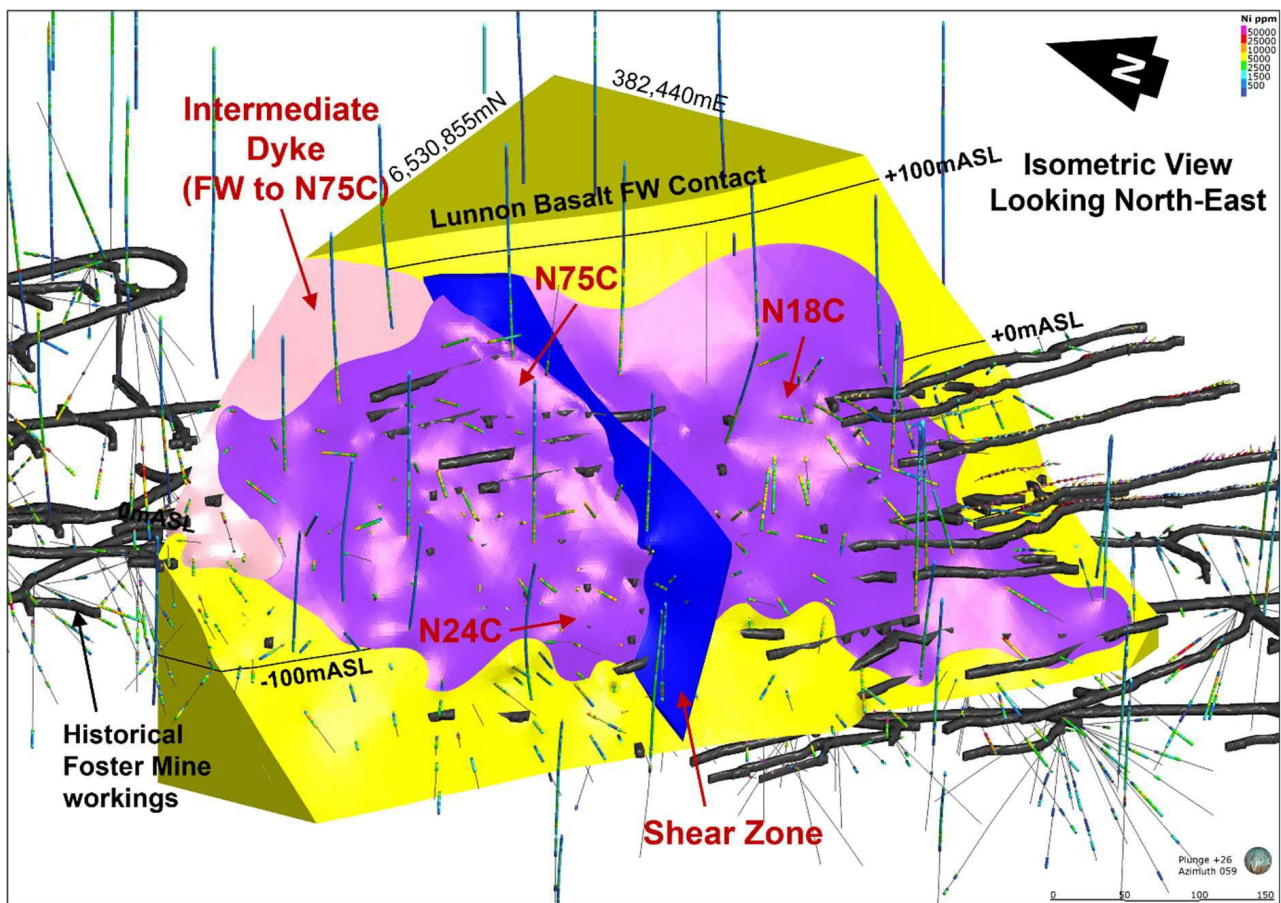 Ni ppm
50000
25000
10000
5000
2500
1500
500
N
Isometric View
Looking North-East
382,440mE
6,530,855mN
Intermediate
Dyke
(FW to N75C)
Lunnon Basalt FW Contact
+100mASL
N75C
N18C
+0mASL
0mASL
N24C
-100mASL
Historical
Foster Mine
workings
Shear Zone
Plunge +26
Azimuth 059
0 50 100 150